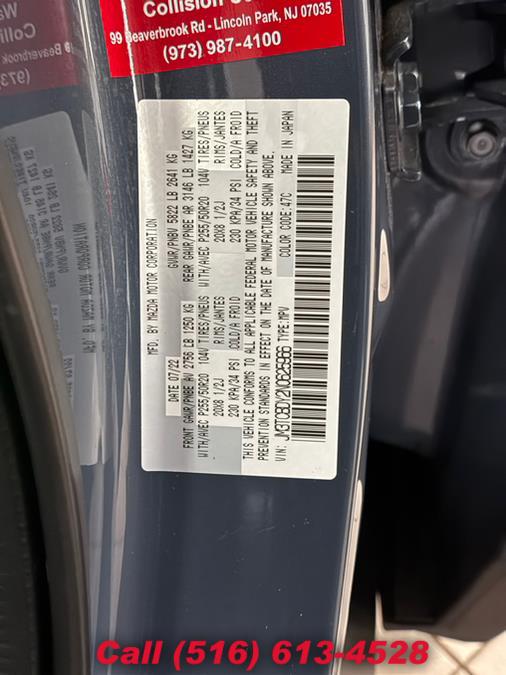 Collision
99 Beaverbrook Rd - Lincoln Park, NJ 07035
(973) 987-4100
MFD. BY MAZDA MOTOR CORPORATION
DATE 07/22 GVWR/PNBV 5822 LB 2641 KG
FRONT GAWR/PNBE AV 2756 LB 1250 KG REAR GAWR/PNBE AR 3146 LB 1427 KG
WITH/AVEC P255/50R20 104V TIRES/PNEUS WITH/AVEC P255/50R20 104V TIRES/PNEUS
20X8 1/2J RIMS/JANTES 20X8 1/2J RIMS/JANTES
230 KPA/34 PSI COLD/A FROID 230 KPA/34 PSI COLD/A FROID
THIS VEHICLE CONFORMS TO ALL APPLICABLE FEDERAL MOTOR VEHICLE SAFETY AND THEFT
PREVENTION STANDARDS IN EFFECT ON THE DATE OF MANUFACTURE SHOWN ABOVE.
VIN: JM3TCBDY2N0625566 TYPE:MPV COLOR CODE:47C MADE IN JAPAN
Call (516) 613-4528